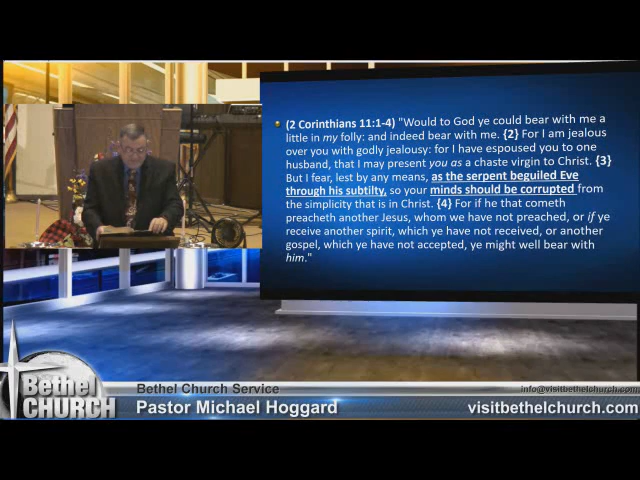 (2 Corinthians 11:1-4) "Would to God ye could bear with me a
little in my folly: and indeed bear with me. {2} For I am jealous
over you with godly jealousy: for I have espoused you to one
husband, that I may present you as a chaste virgin to Christ. {3}
But I fear, lest by any means, as the serpent beguiled Eve
through his subtilty, so your minds should be corrupted from
the simplicity that is in Christ. {4} For if he that cometh
preacheth another Jesus, whom we have not preached, or if ye
receive another spirit, which ye have not received, or another
gospel, which ye have not accepted, ye might well bear with
him."
Bethel
CHURCH
Bethel Church Service
info@visitbethelchurch.com
Pastor Michael Hoggard
visitbethelchurch.com